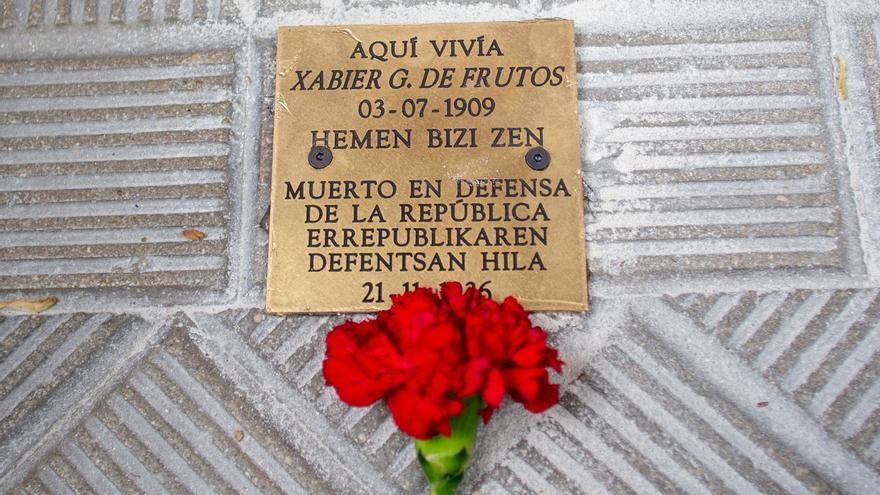 AQUÍ VIVÍA
XABIER G. DE FRUTOS
03-07-1909
HEMEN BIZI ZEN
MUERTO EN DEFENSA
DE LA REPÚBLICA
ERREPUBLIKAREN
DEFENTSAN HILA
21-11-1936